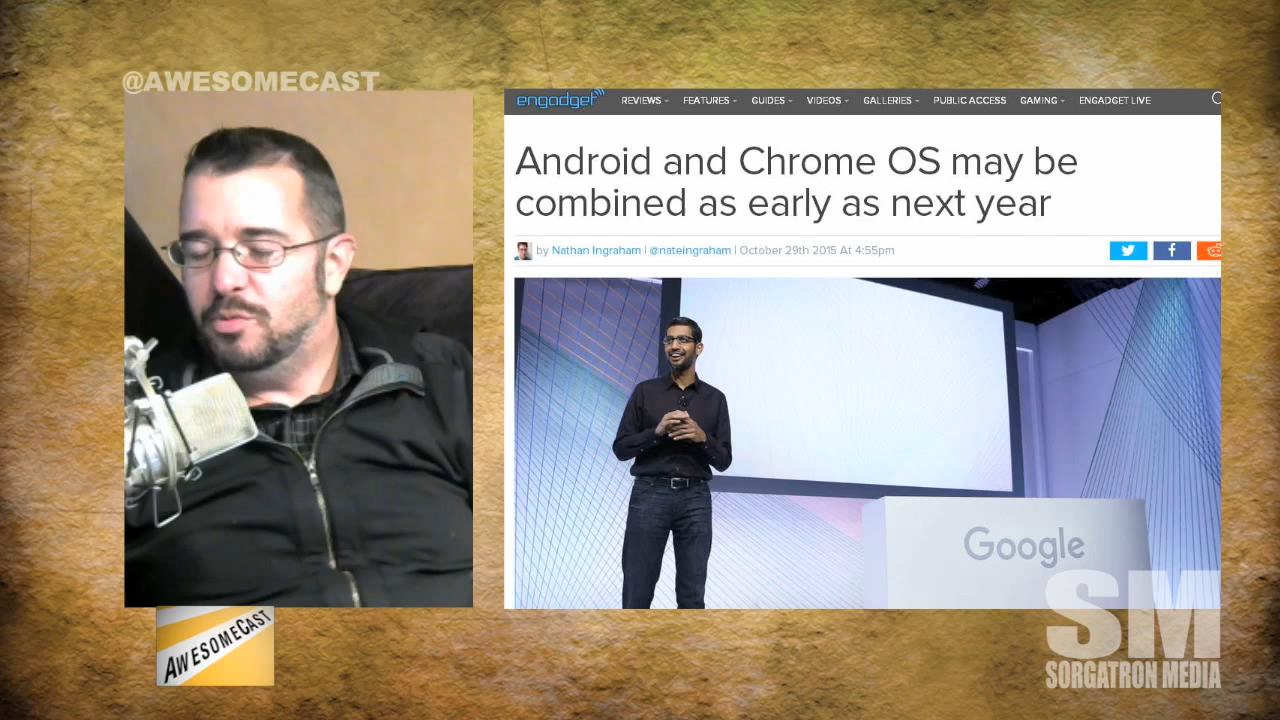 @AWESOMECAST
engadget REVIEWS FEATURES GUIDES VIDEOS GALLERIES PUBLIC ACCESS GAMING ENGADGET LIVE
Android and Chrome OS may be
combined as early as next year
by Nathan Ingraham | @nateingraham | October 29th 2015 At 4:55pm
Google
SM
SORGATRON MEDIA
AWESOMECAST